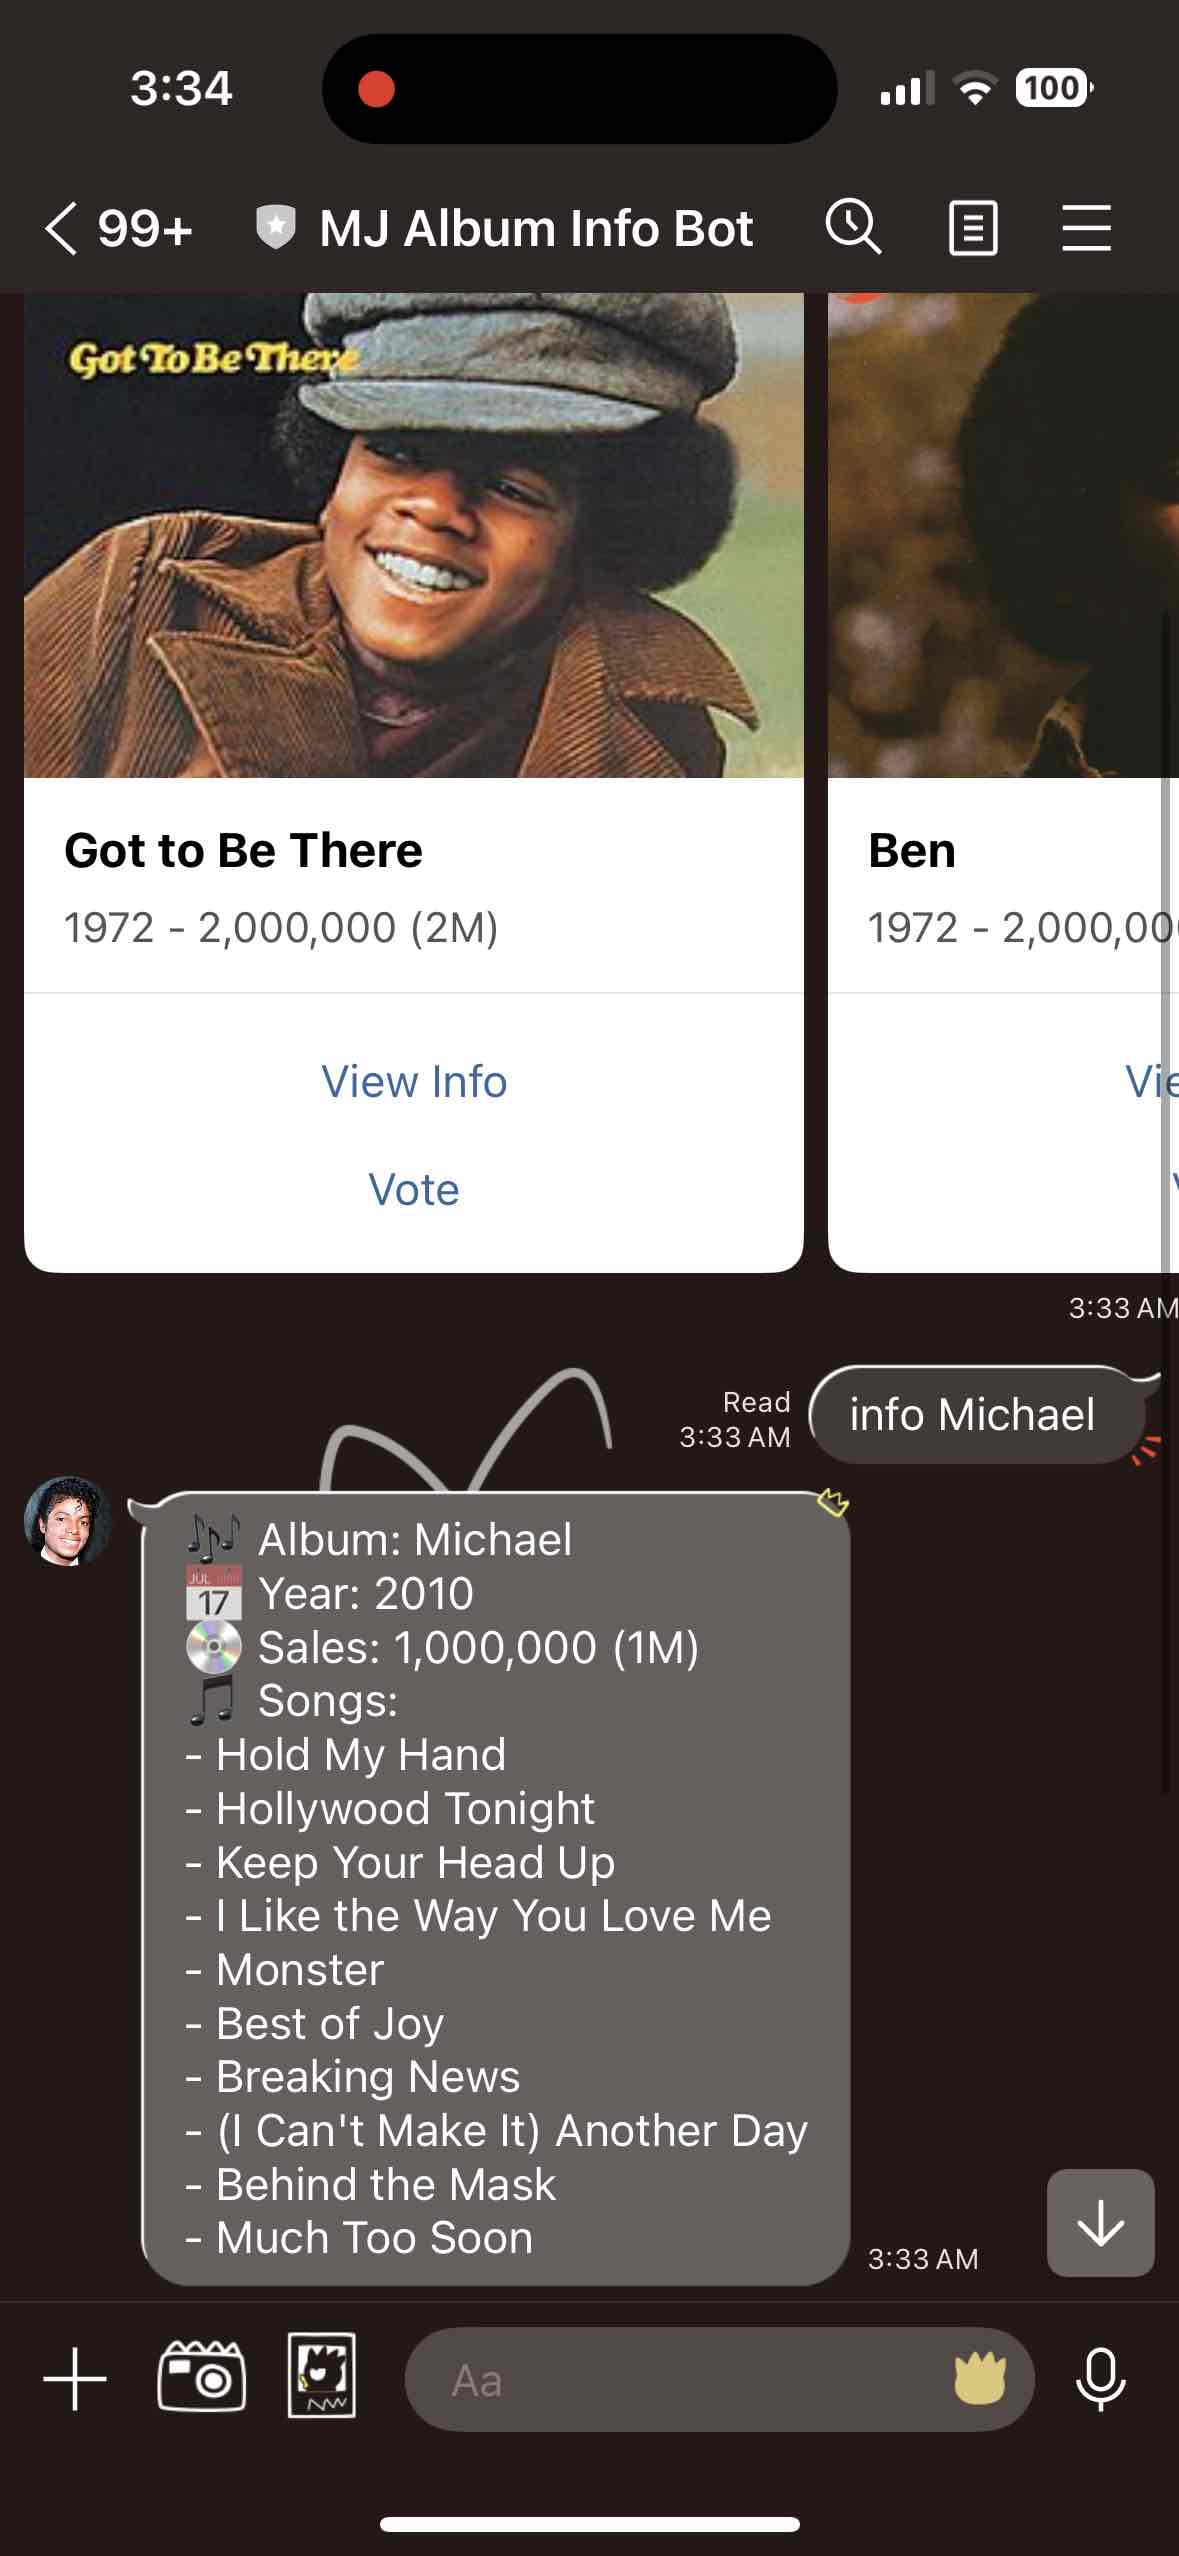 3:34
100
99+
MJ Album Info Bot
Got To Be There
Got to Be There
1972 - 2,000,000 (2M)
View Info
Vote
Ben
1972 - 2,000,00
3:33 AM
Read
3:33 AM
info Michael
Album: Michael
JUL
17
Year: 2010
Sales: 1,000,000 (1M)
Songs:
- Hold My Hand
- Hollywood Tonight
- Keep Your Head Up
- I Like the Way You Love Me
- Monster
- Best of Joy
- Breaking News
- (I Can't Make It) Another Day
- Behind the Mask
- Much Too Soon
3:33 AM
Aa